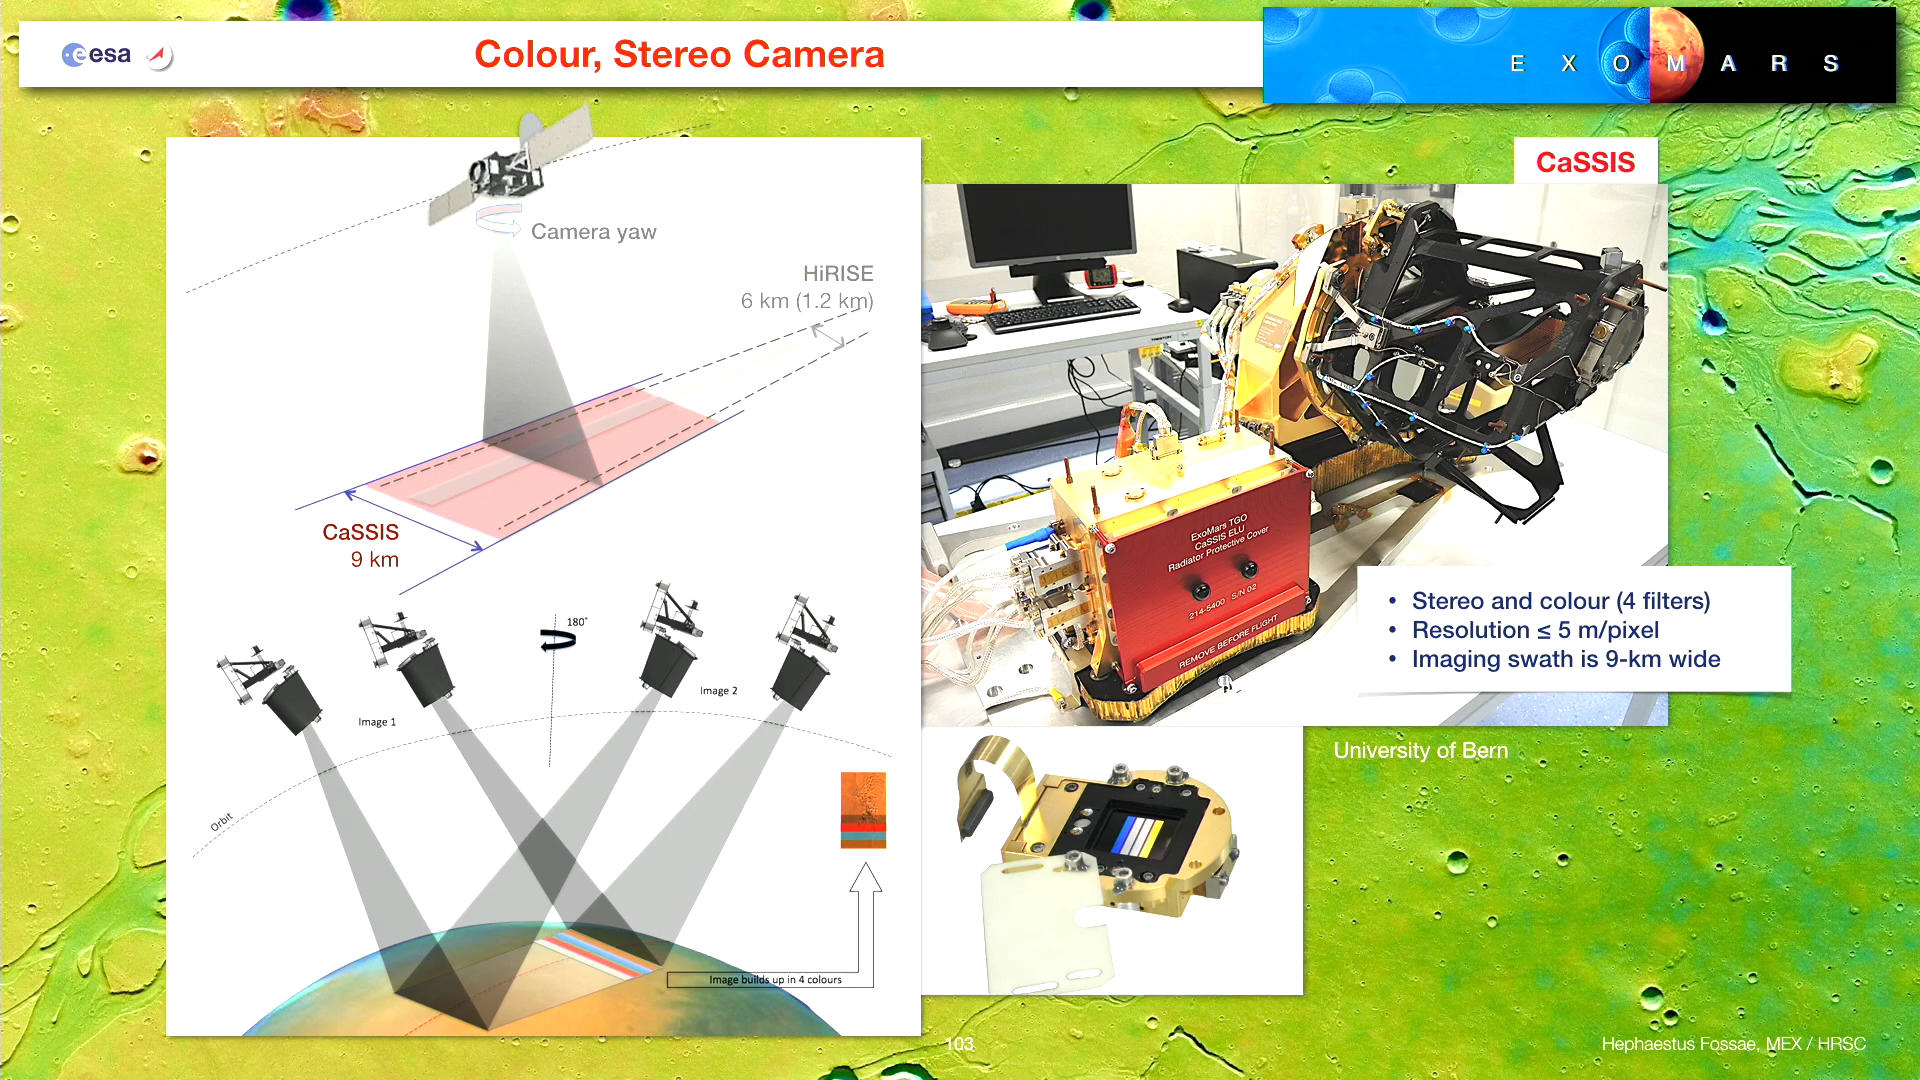 esa
Colour, Stereo Camera
EXOMARS
CaSSIS
Camera yaw
HiRISE
6 km (1.2 km)
CaSSIS
9 km
180°
Image 1
Image 2
Orbit
Image builds up in 4 colours
ExoMars TGO
CaSSIS ELU
Radiator Protective Cover
214-5400 S/N 02
REMOVE BEFORE FLIGHT
• Stereo and colour (4 filters)
• Resolution ≤ 5 m/pixel
• Imaging swath is 9-km wide
University of Bern
103
Hephaestus Fossae, MEX / HRSC